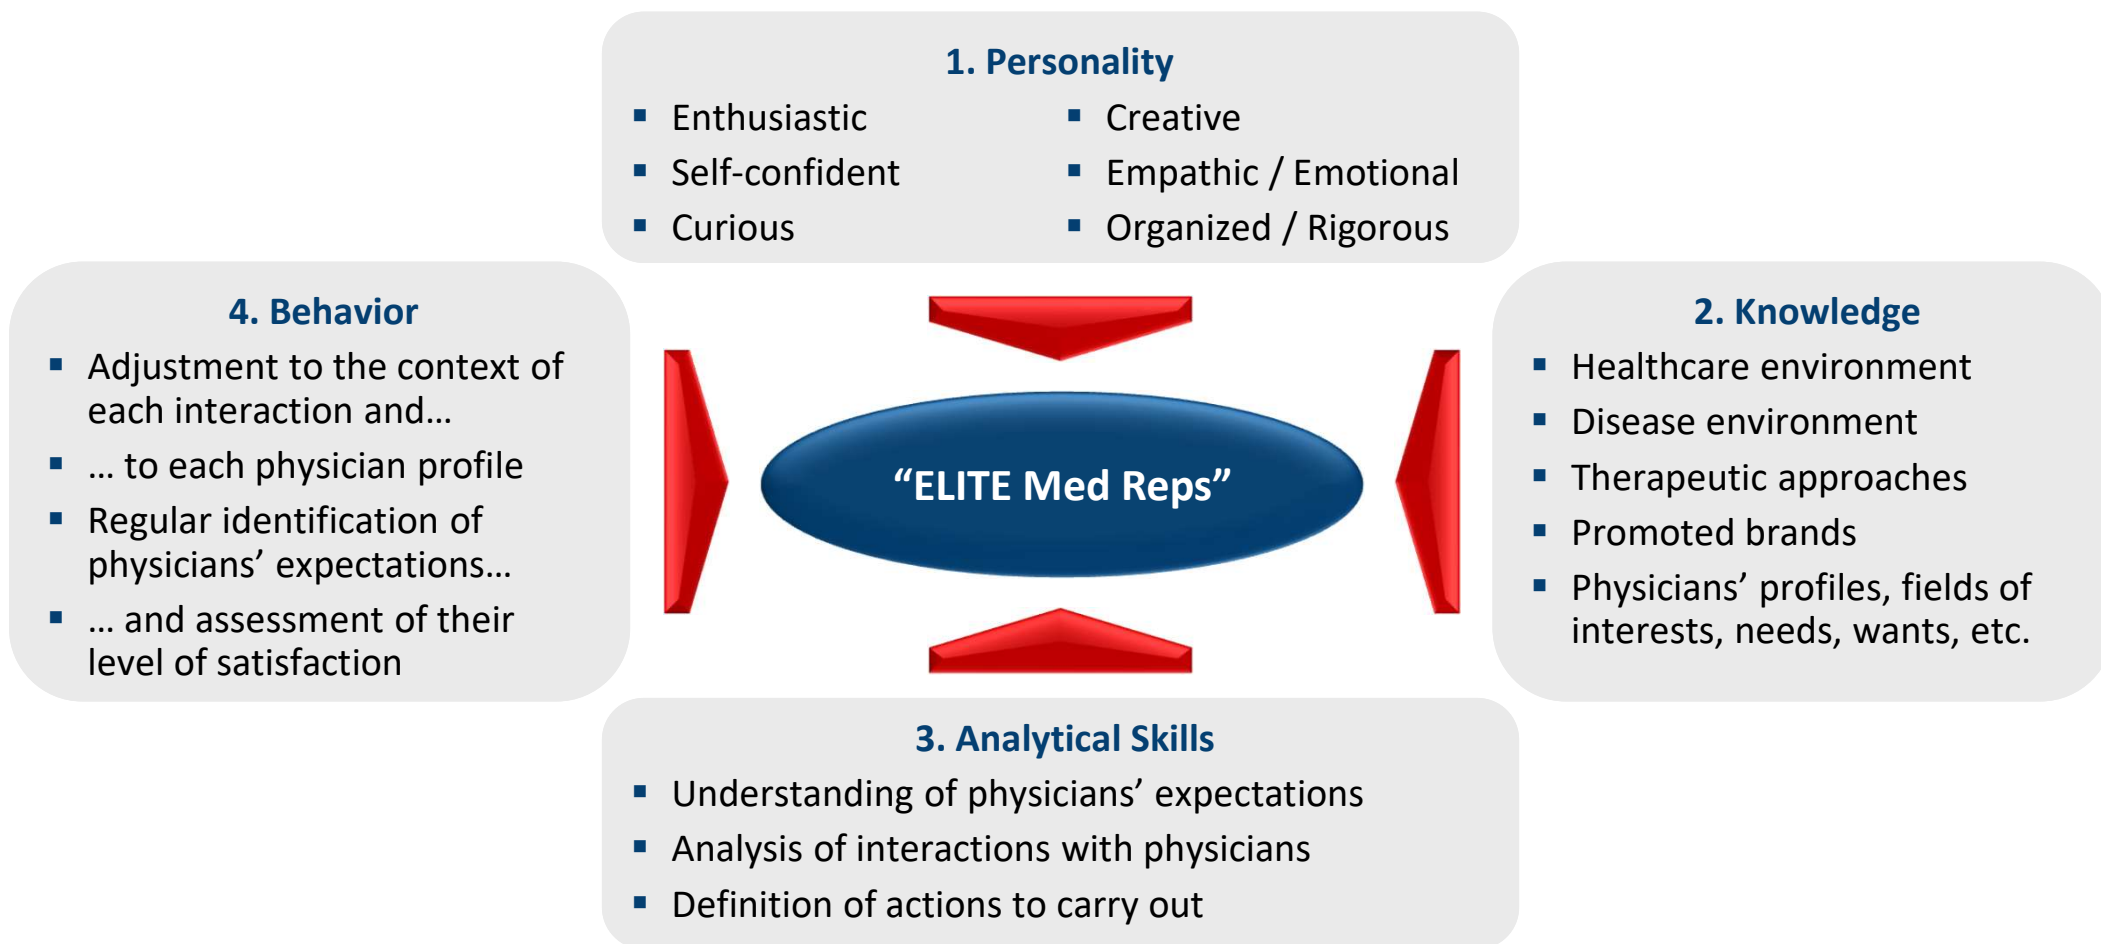 1. Personality
▪ Enthusiastic
▪ Self-confident
▪ Curious
▪ Creative
▪ Empathic / Emotional
▪ Organized / Rigorous
4. Behavior
▪ Adjustment to the context of
each interaction and…
▪ … to each physician profile
▪ Regular identification of
physicians’ expectations…
▪ … and assessment of their
level of satisfaction
“ELITE Med Reps”
2. Knowledge
▪ Healthcare environment
▪ Disease environment
▪ Therapeutic approaches
▪ Promoted brands
▪ Physicians’ profiles, fields of
interests, needs, wants, etc.
3. Analytical Skills
▪ Understanding of physicians’ expectations
▪ Analysis of interactions with physicians
▪ Definition of actions to carry out